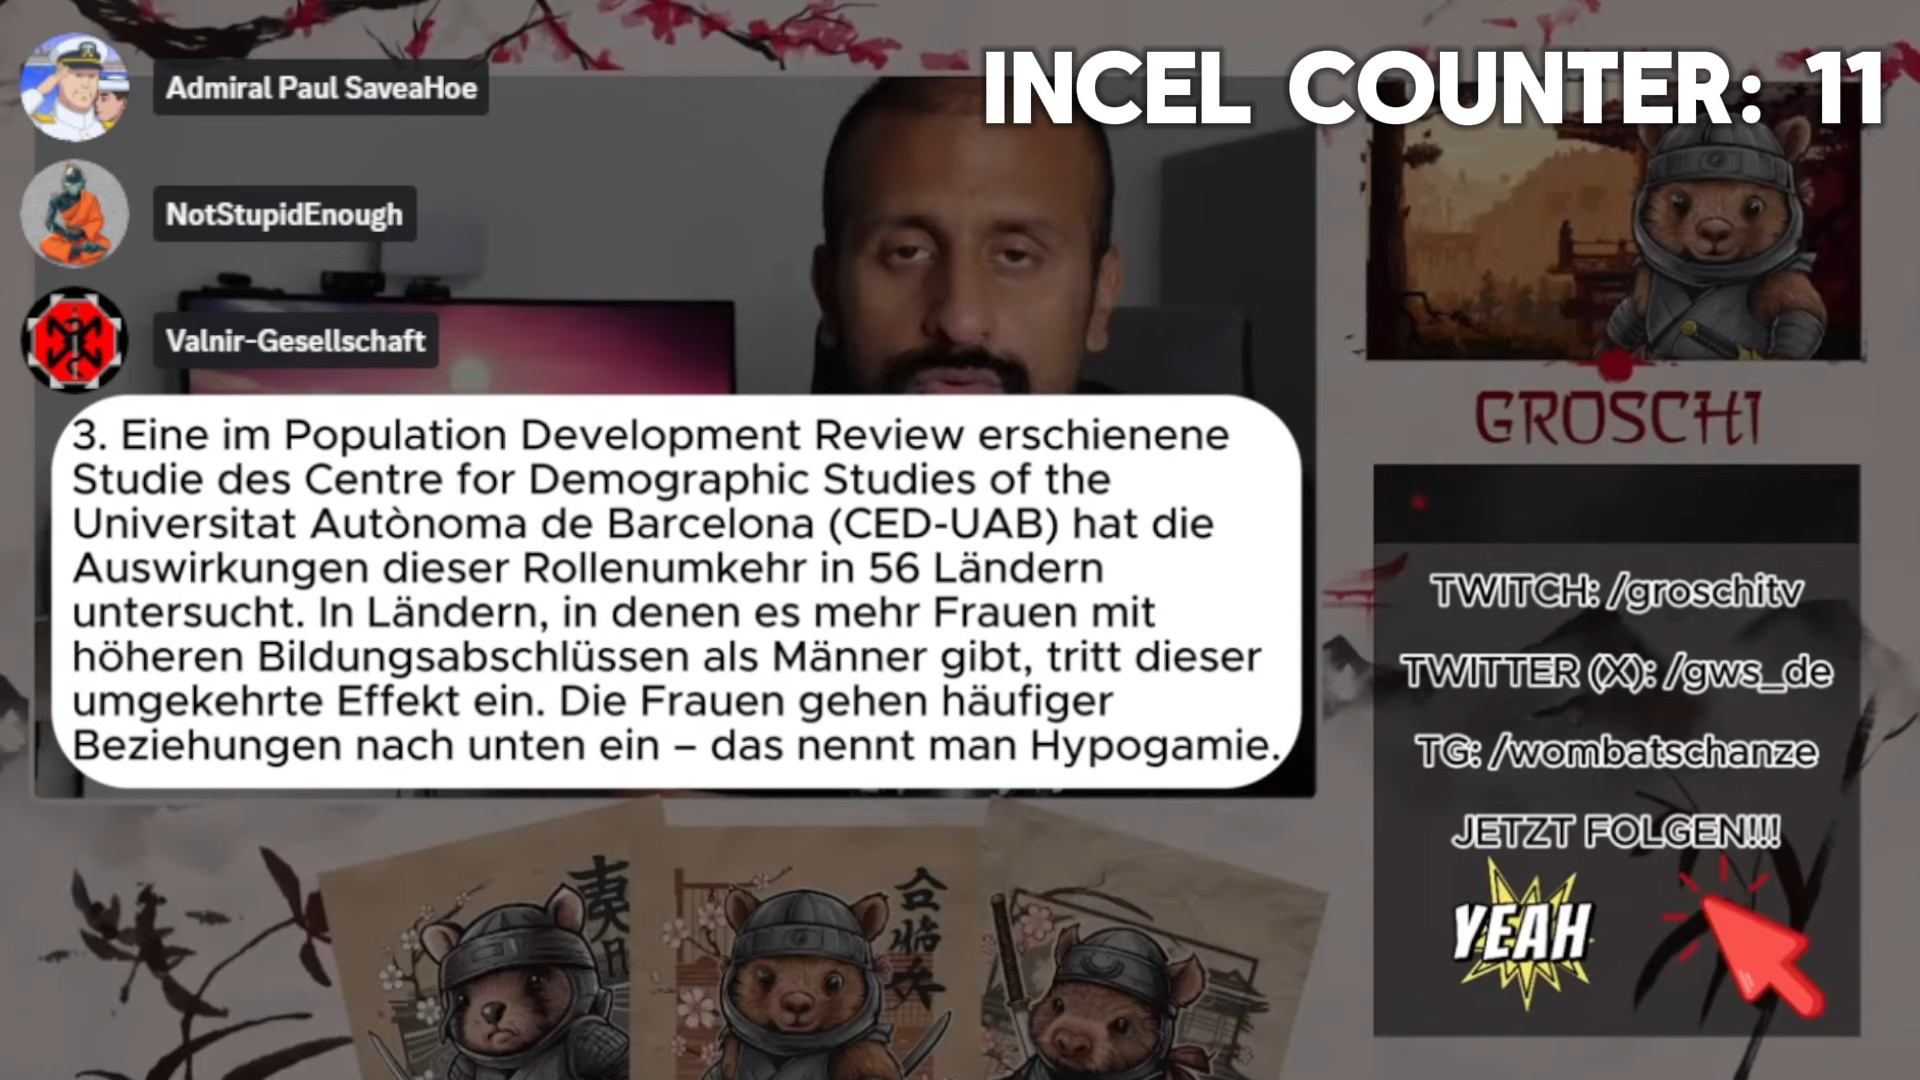 INCEL COUNTER: 11
Admiral Paul SaveaHoe
NotStupidEnough
Valnir-Gesellschaft
3. Eine im Population Development Review erschienene
Studie des Centre for Demographic Studies of the
Universitat Autònoma de Barcelona (CED-UAB) hat die
Auswirkungen dieser Rollenumkehr in 56 Ländern
untersucht. In Ländern, in denen es mehr Frauen mit
höheren Bildungsabschlüssen als Männer gibt, tritt dieser
umgekehrte Effekt ein. Die Frauen gehen häufiger
Beziehungen nach unten ein – das nennt man Hypogamie.
GROSCHI
TWITCH: /groschitv
TWITTER (X): /gws_de
TG: /wombatschanze
JETZT FOLGEN!!!!
YEAH